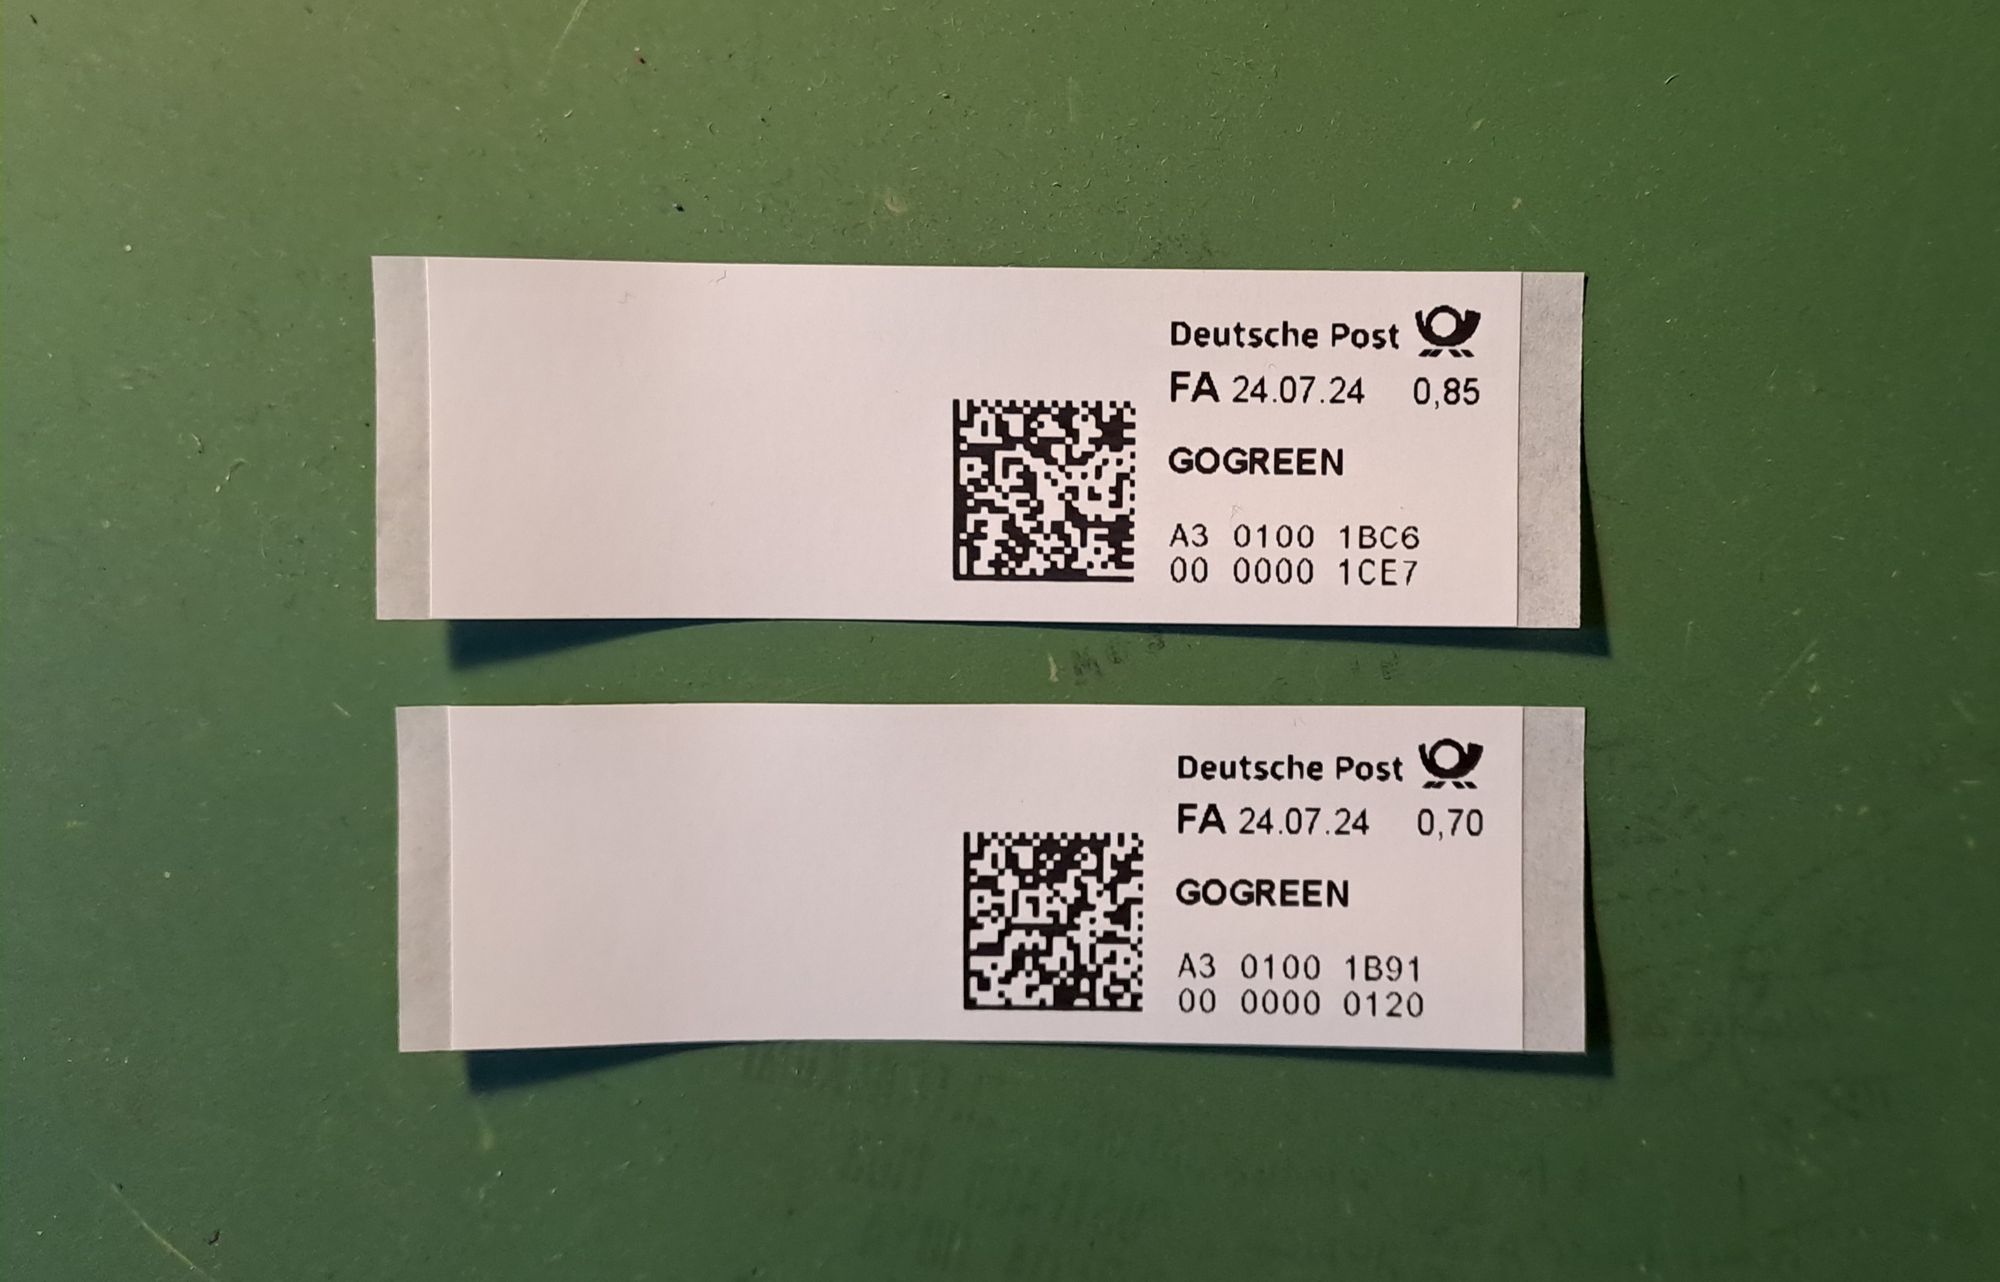 Deutsche Post
FA 24.07.24 0,85
GOGREEN
A3 0100 1BC6
00 0000 1CE7
Deutsche Post
FA 24.07.24 0,70
GOGREEN
A3 0100 1B91
00 0000 0120